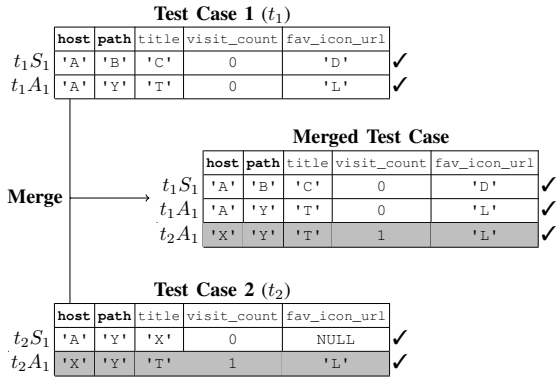 Test Case 1 (t₁)
host path title visit_count fav_icon_url
t₁S₁ 'A' 'B' 'C' 0 'D' ✓
t₁A₁ 'A' 'Y' 'T' 0 'L' ✓
Merged Test Case
host path title visit_count fav_icon_url
Merge
t₁S₁ 'A' 'B' 'C' 0 'D' ✓
t₁A₁ 'A' 'Y' 'T' 0 'L' ✓
t₂A₁ 'X' 'Y' 'T' 1 'L' ✓
Test Case 2 (t₂)
host path title visit_count fav_icon_url
t₂S₁ 'A' 'Y' 'X' 0 NULL ✓
t₂A₁ 'X' 'Y' 'T' 1 'L' ✓